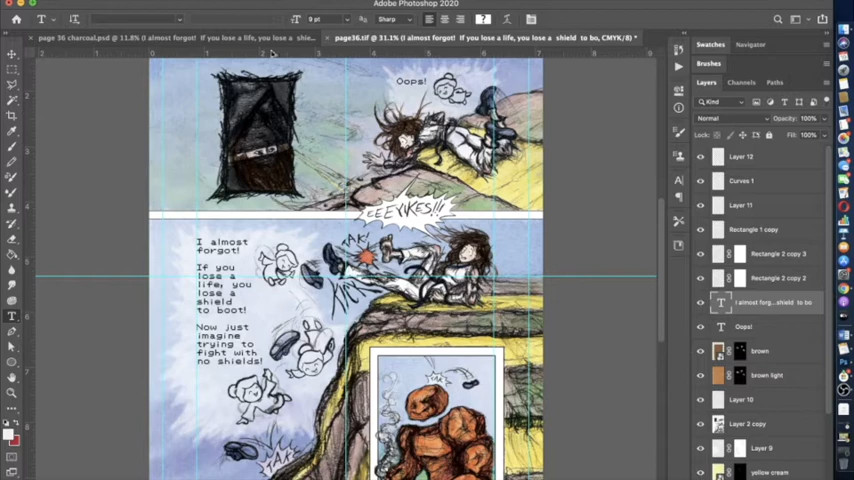 Adobe Photoshop 2020
9 pt
Sharp
page 36 charcoal.psd @ 11.8% (I almost forgot! If you lose a life, you lose a shie...
page36.tif @ 31.1% (I almost forgot! If you lose a life, you lose a shield to bo, CMYK/8) *
Swatches
Navigator
Brushes
Layers
Channels
Paths
Kind
Normal
Opacity: 100%
Lock:
Fill: 100%
Layer 12
Curves 1
Layer 11
Rectangle 1 copy
Rectangle 2 copy 3
Rectangle 2 copy 2
I almost forg...shield to bo
Oops!
brown
brown light
Layer 10
Layer 2 copy
Layer 9
yellow cream
Oops!
EEEYIKES!!!
I almost
forgot!
If you
lose a
life, you
lose a
shield
to boot!
Now just
imagine
trying to
fight with
no shields!
TAK!